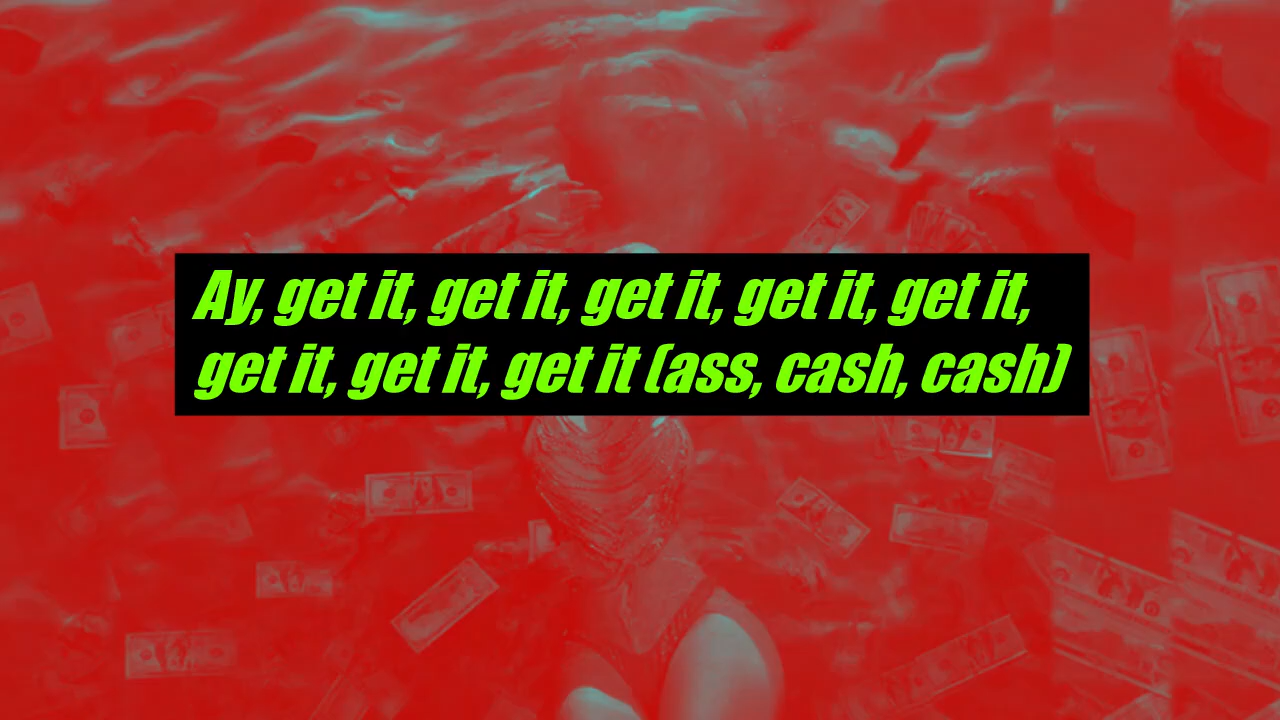 Ay, get it, get it, get it, get it, get it,
get it, get it, get it (ass, cash, cash)